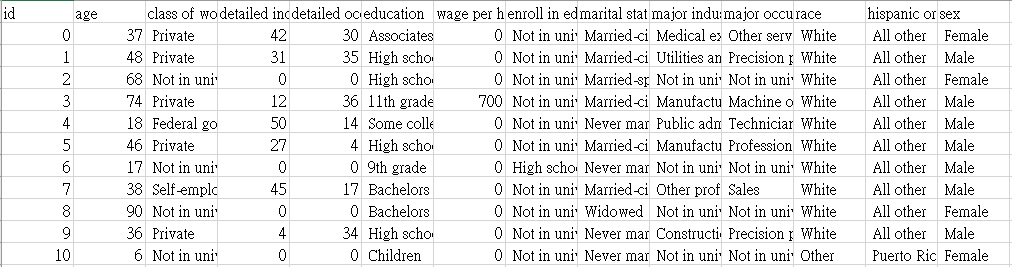 id age class of wo detailed ind detailed occ education wage per h enroll in ed marital stat major indu major occu race hispanic or sex
0 37 Private 42 30 Associates 0 Not in univ Married-ci Medical ex Other serv White All other Female
1 48 Private 31 35 High scho 0 Not in univ Married-ci Utilities an Precision p White All other Male
2 68 Not in univ 0 0 High scho 0 Not in univ Married-sp Not in univ Not in univ White All other Female
3 74 Private 12 36 11th grade 700 Not in univ Married-ci Manufactu Machine o White All other Male
4 18 Federal go 50 14 Some colle 0 Not in univ Never mar Public adm Technician White All other Male
5 46 Private 27 4 High scho 0 Not in univ Married-ci Manufactu Profession White All other Male
6 17 Not in univ 0 0 9th grade 0 High scho Never mar Not in univ Not in univ White All other Male
7 38 Self-emplo 45 17 Bachelors 0 Not in univ Married-ci Other prof Sales White All other Male
8 90 Not in univ 0 0 Bachelors 0 Not in univ Widowed Not in univ Not in univ White All other Female
9 36 Private 4 34 High scho 0 Not in univ Never mar Constructi Precision p White All other Male
10 6 Not in univ 0 0 Children 0 Not in univ Never mar Not in univ Not in univ Other Puerto Ric Female